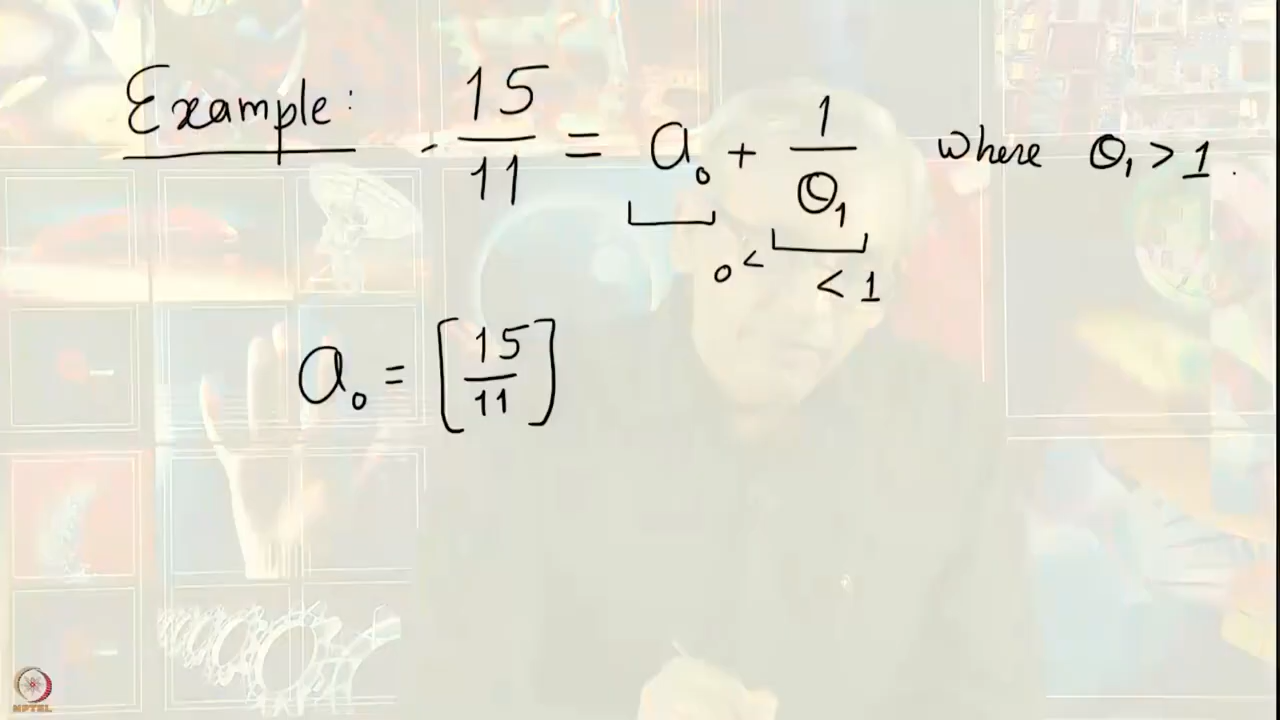 Example: · 15/11 = a₀ + 1/θ₁ where θ₁ > 1.
0 < < 1
a₀ = [15/11]
NPTEL